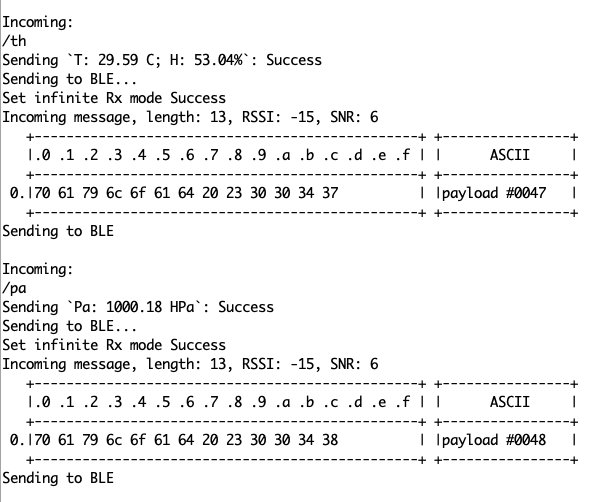 Incoming:
/th
Sending `T: 29.59 C; H: 53.04%`: Success
Sending to BLE...
Set infinite Rx mode Success
Incoming message, length: 13, RSSI: -15, SNR: 6
   +------------------------------------------------+ +----------------+
   |.0 .1 .2 .3 .4 .5 .6 .7 .8 .9 .a .b .c .d .e .f | |      ASCII     |
   +------------------------------------------------+ +----------------+
 0.|70 61 79 6c 6f 61 64 20 23 30 30 34 37          | |payload #0047   |
   +------------------------------------------------+ +----------------+
Sending to BLE

Incoming:
/pa
Sending `Pa: 1000.18 HPa`: Success
Sending to BLE...
Set infinite Rx mode Success
Incoming message, length: 13, RSSI: -15, SNR: 6
   +------------------------------------------------+ +----------------+
   |.0 .1 .2 .3 .4 .5 .6 .7 .8 .9 .a .b .c .d .e .f | |      ASCII     |
   +------------------------------------------------+ +----------------+
 0.|70 61 79 6c 6f 61 64 20 23 30 30 34 38          | |payload #0048   |
   +------------------------------------------------+ +----------------+
Sending to BLE